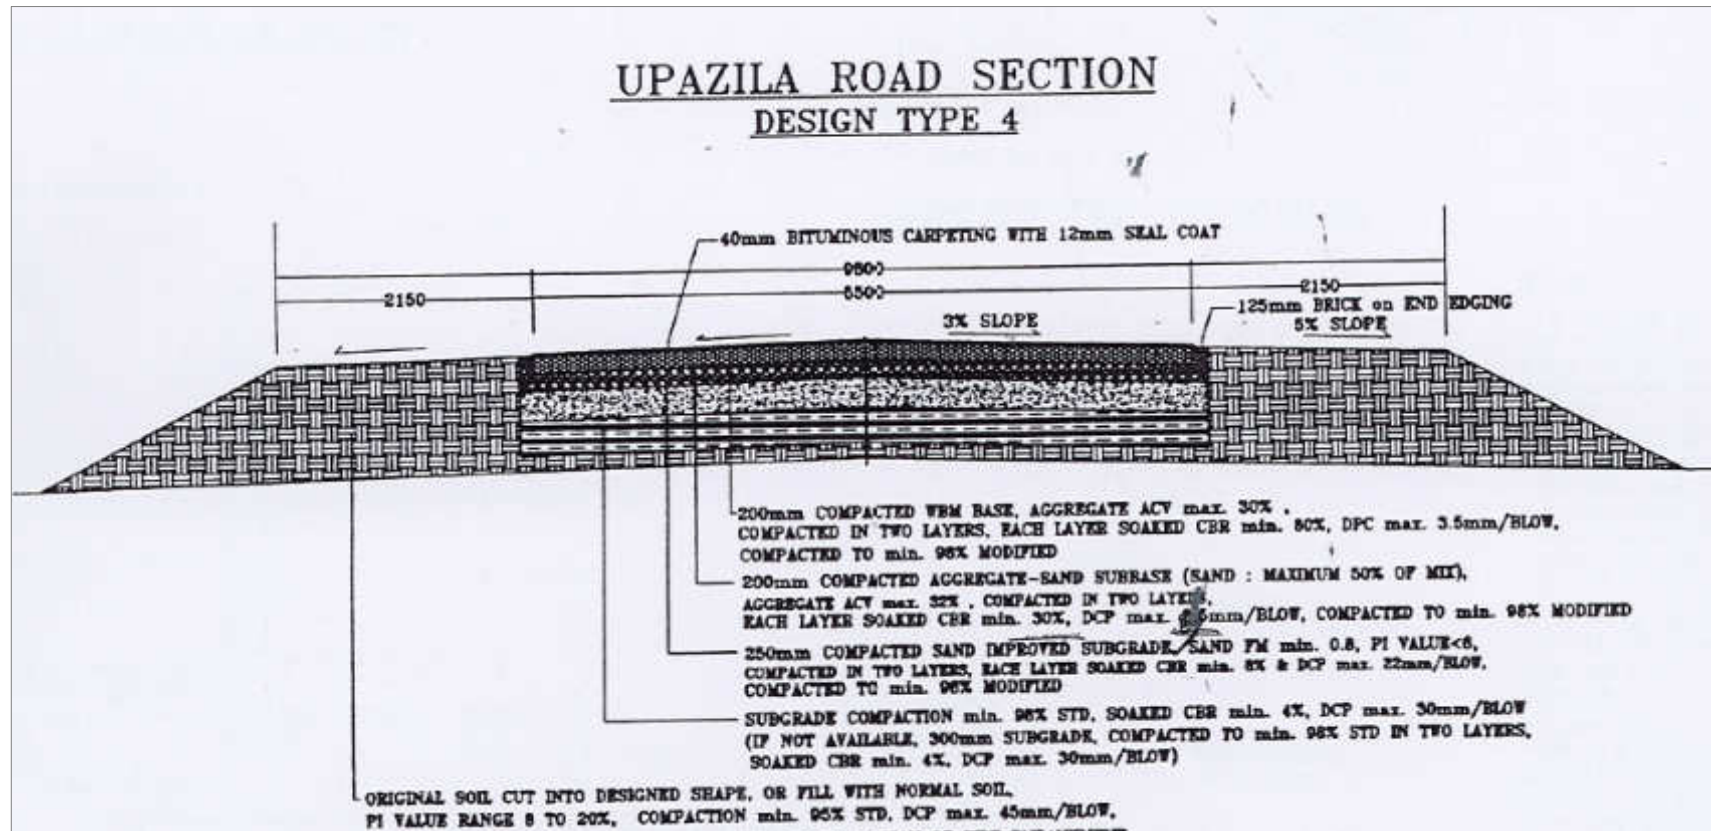 UPAZILA ROAD SECTION
DESIGN TYPE 4
40mm BITUMINOUS CARPETING WITH 12mm SEAL COAT
2150
2150
125mm BRICK on END EDGING
3% SLOPE
5% SLOPE
200mm COMPACTED WBM BASE, AGGREGATE ACV max. 30% ,
COMPACTED IN TWO LAYERS, EACH LAYER SOAKED CBR min. 80%, DPC max. 3.5mm/BLOW,
COMPACTED TO min. 98% MODIFIED
200mm COMPACTED AGGREGATE-SAND SUBBASE (SAND : MAXIMUM 50% OF MIX),
AGGREGATE ACV max. 32% , COMPACTED IN TWO LAYERS,
EACH LAYER SOAKED CBR min. 30%, DCP max. mm/BLOW, COMPACTED TO min. 98% MODIFIED
250mm COMPACTED SAND IMPROVED SUBGRADE, SAND FM min. 0.8, PI VALUE<6,
COMPACTED IN TWO LAYERS, EACH LAYER SOAKED CBR min. 8% & DCP max. 22mm/BLOW,
COMPACTED TO min. 98% MODIFIED
SUBGRADE COMPACTION min. 98% STD, SOAKED CBR min. 4%, DCP max. 30mm/BLOW
(IF NOT AVAILABLE, 300mm SUBGRADE, COMPACTED TO min. 98% STD IN TWO LAYERS,
SOAKED CBR min. 4%, DCP max. 30mm/BLOW)
ORIGINAL SOIL CUT INTO DESIGNED SHAPE, OR FILL WITH NORMAL SOIL,
PI VALUE RANGE 8 TO 20%, COMPACTION min. 95% STD, DCP max. 45mm/BLOW,